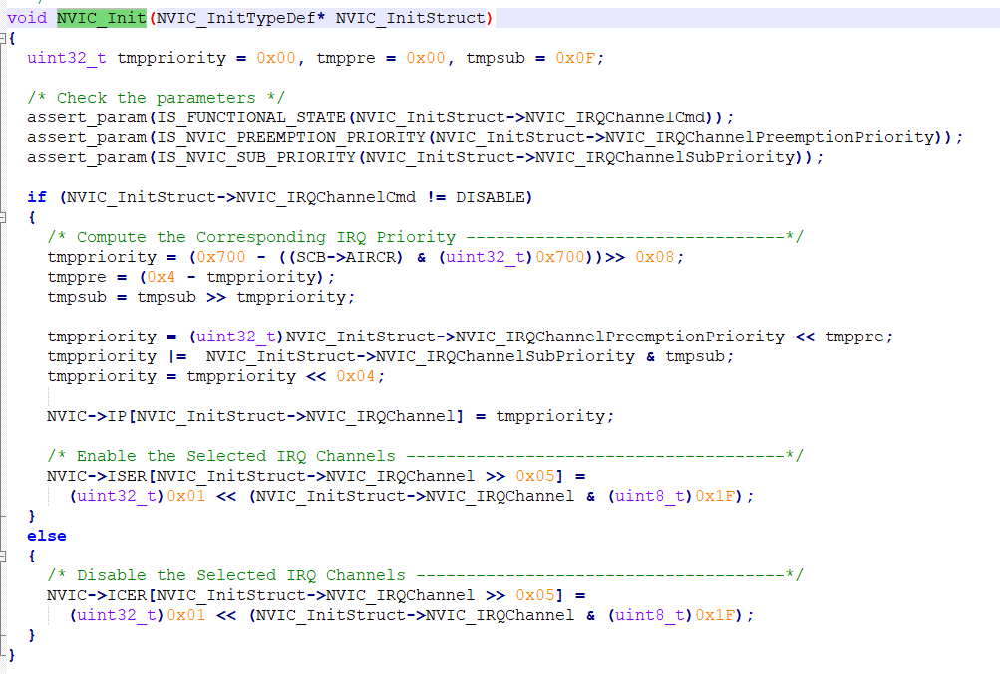 void NVIC_Init(NVIC_InitTypeDef* NVIC_InitStruct)
{
  uint32_t tmppriority = 0x00, tmppre = 0x00, tmpsub = 0x0F;

  /* Check the parameters */
  assert_param(IS_FUNCTIONAL_STATE(NVIC_InitStruct->NVIC_IRQChannelCmd));
  assert_param(IS_NVIC_PREEMPTION_PRIORITY(NVIC_InitStruct->NVIC_IRQChannelPreemptionPriority));
  assert_param(IS_NVIC_SUB_PRIORITY(NVIC_InitStruct->NVIC_IRQChannelSubPriority));

  if (NVIC_InitStruct->NVIC_IRQChannelCmd != DISABLE)
  {
    /* Compute the Corresponding IRQ Priority --------------------------------*/
    tmppriority = (0x700 - ((SCB->AIRCR) & (uint32_t)0x700))>> 0x08;
    tmppre = (0x4 - tmppriority);
    tmpsub = tmpsub >> tmppriority;

    tmppriority = (uint32_t)NVIC_InitStruct->NVIC_IRQChannelPreemptionPriority << tmppre;
    tmppriority |=  NVIC_InitStruct->NVIC_IRQChannelSubPriority & tmpsub;
    tmppriority = tmppriority << 0x04;

    NVIC->IP[NVIC_InitStruct->NVIC_IRQChannel] = tmppriority;

    /* Enable the Selected IRQ Channels --------------------------------------*/
    NVIC->ISER[NVIC_InitStruct->NVIC_IRQChannel >> 0x05] =
      (uint32_t)0x01 << (NVIC_InitStruct->NVIC_IRQChannel & (uint8_t)0x1F);
  }
  else
  {
    /* Disable the Selected IRQ Channels -------------------------------------*/
    NVIC->ICER[NVIC_InitStruct->NVIC_IRQChannel >> 0x05] =
      (uint32_t)0x01 << (NVIC_InitStruct->NVIC_IRQChannel & (uint8_t)0x1F);
  }
}